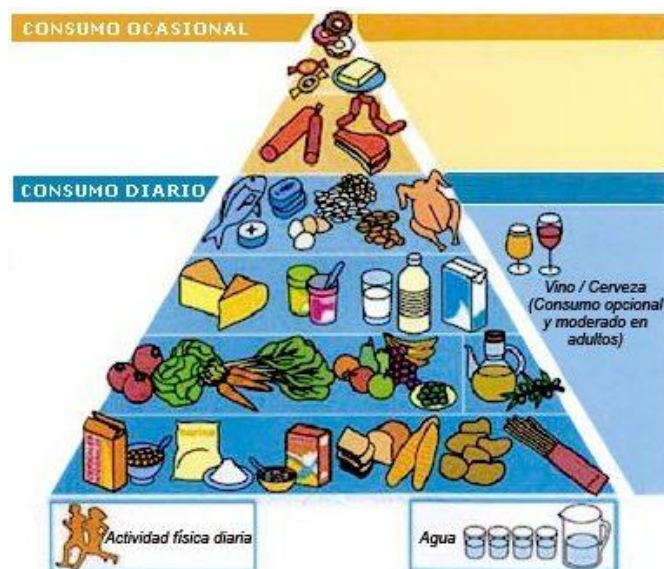 CONSUMO OCASIONAL
CONSUMO DIARIO
Vino / Cerveza
(Consumo opcional
y moderado en
adultos)
Actividad física diaria
Agua